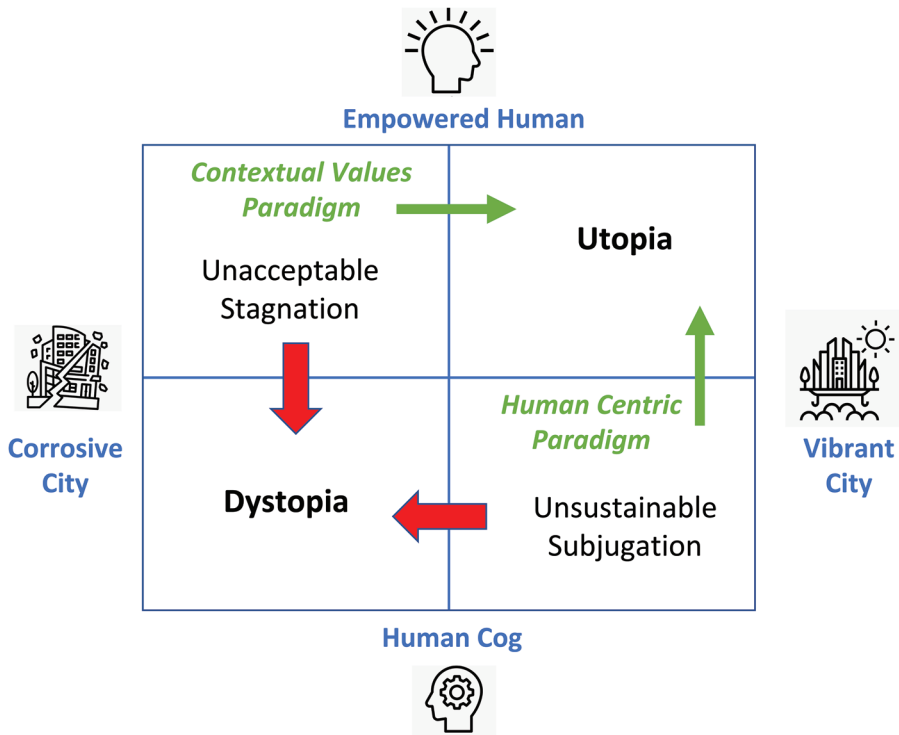 Empowered Human
Contextual Values
Paradigm
Utopia
Unacceptable
Stagnation
Corrosive
City
Vibrant
City
Human Centric
Paradigm
Dystopia
Unsustainable
Subjugation
Human Cog